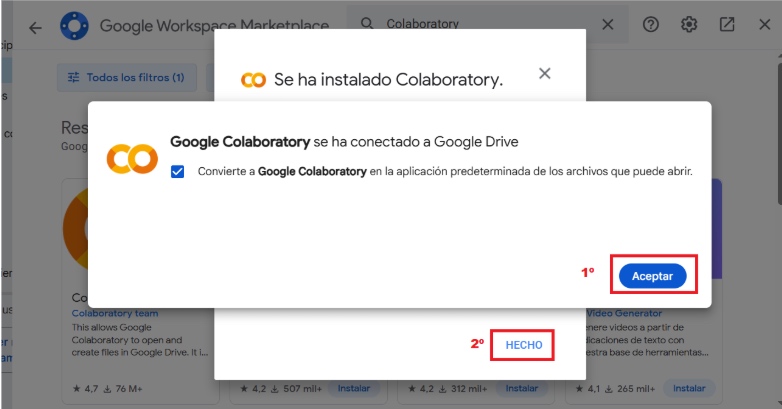 Google Workspace Marketplace
Colaboratory
Todos los filtros (1)
Se ha instalado Colaboratory.
Res
Goog
Google Colaboratory se ha conectado a Google Drive
Convierte a Google Colaboratory en la aplicación predeterminada de los archivos que puede abrir.
1º
Aceptar
Co
Colaboratory team
This allows Google
Colaboratory to open and
create files in Google Drive. It i...
4,7 76 M+
2º
HECHO
Video Generator
enere videos a partir de
dicaciones de texto con
estra base de herramientas...
4,2 507 mil+ Instalar
4,2 312 mil+ Instalar
4,1 265 mil+ Instalar